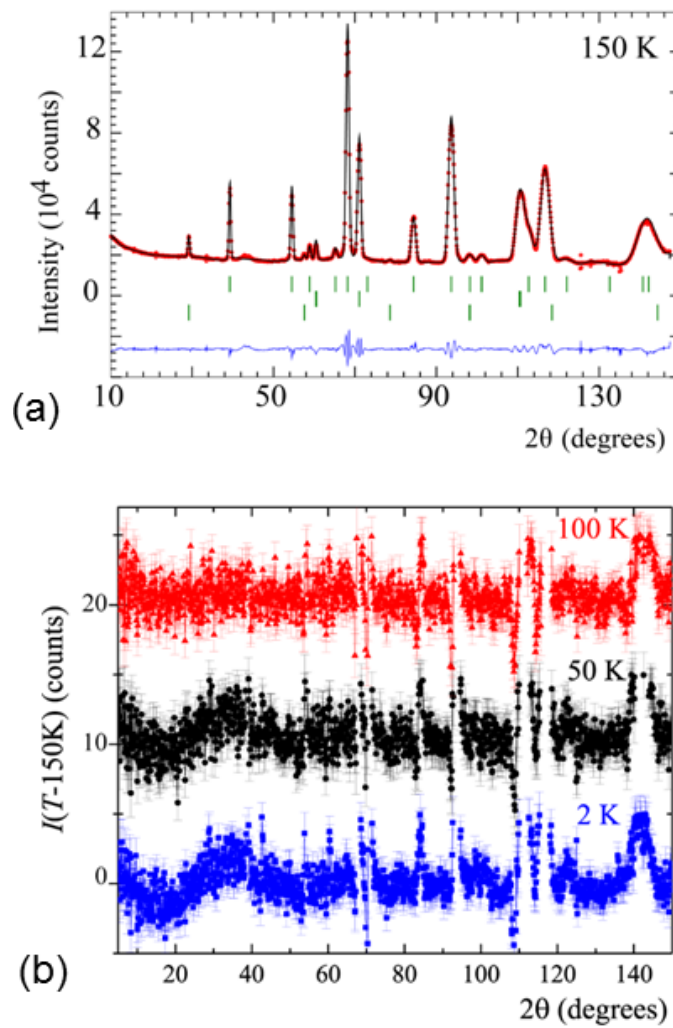 150 K
Intensity (10⁴ counts)
12
8
4
0
10
50
90
130
2θ (degrees)
(a)
100 K
50 K
2 K
I(T-150K) (counts)
20
10
0
20
40
60
80
100
120
140
2θ (degrees)
(b)